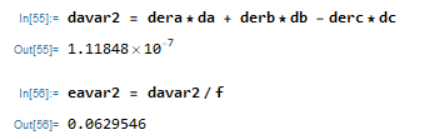 In[55]:= davar2 = dera * da + derb * db - derc * dc
Out[55]= 1.11848 × 10^-7
In[56]:= eavar2 = davar2 / f
Out[56]= 0.0629546